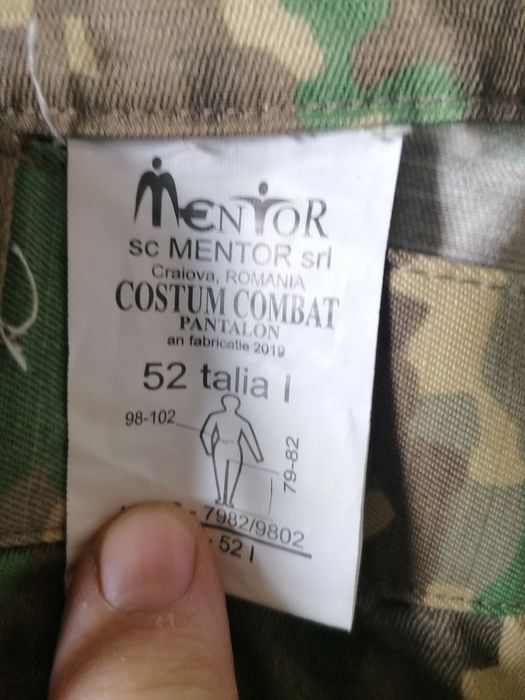 MENTOR
sc MENTOR srl
Craiova, ROMANIA
COSTUM COMBAT
PANTALON
an fabricatie 2019
52 talia I
98-102
79-82
- 7982/9802
52 I